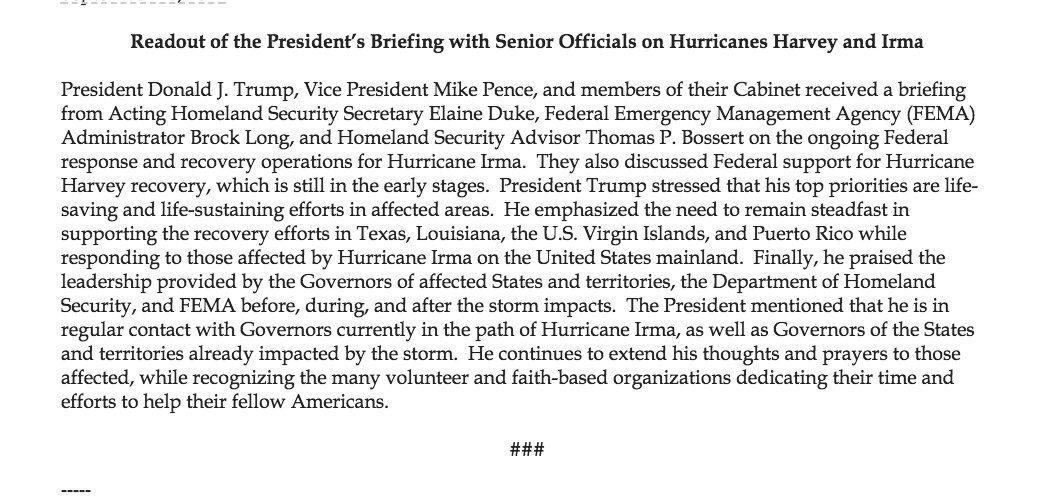 Readout of the President's Briefing with Senior Officials on Hurricanes Harvey and Irma
President Donald J. Trump, Vice President Mike Pence, and members of their Cabinet received a briefing
from Acting Homeland Security Secretary Elaine Duke, Federal Emergency Management Agency (FEMA)
Administrator Brock Long, and Homeland Security Advisor Thomas P. Bossert on the ongoing Federal
response and recovery operations for Hurricane Irma.  They also discussed Federal support for Hurricane
Harvey recovery, which is still in the early stages.  President Trump stressed that his top priorities are life-
saving and life-sustaining efforts in affected areas.  He emphasized the need to remain steadfast in
supporting the recovery efforts in Texas, Louisiana, the U.S. Virgin Islands, and Puerto Rico while
responding to those affected by Hurricane Irma on the United States mainland.  Finally, he praised the
leadership provided by the Governors of affected States and territories, the Department of Homeland
Security, and FEMA before, during, and after the storm impacts.  The President mentioned that he is in
regular contact with Governors currently in the path of Hurricane Irma, as well as Governors of the States
and territories already impacted by the storm.  He continues to extend his thoughts and prayers to those
affected, while recognizing the many volunteer and faith-based organizations dedicating their time and
efforts to help their fellow Americans.
###
-----